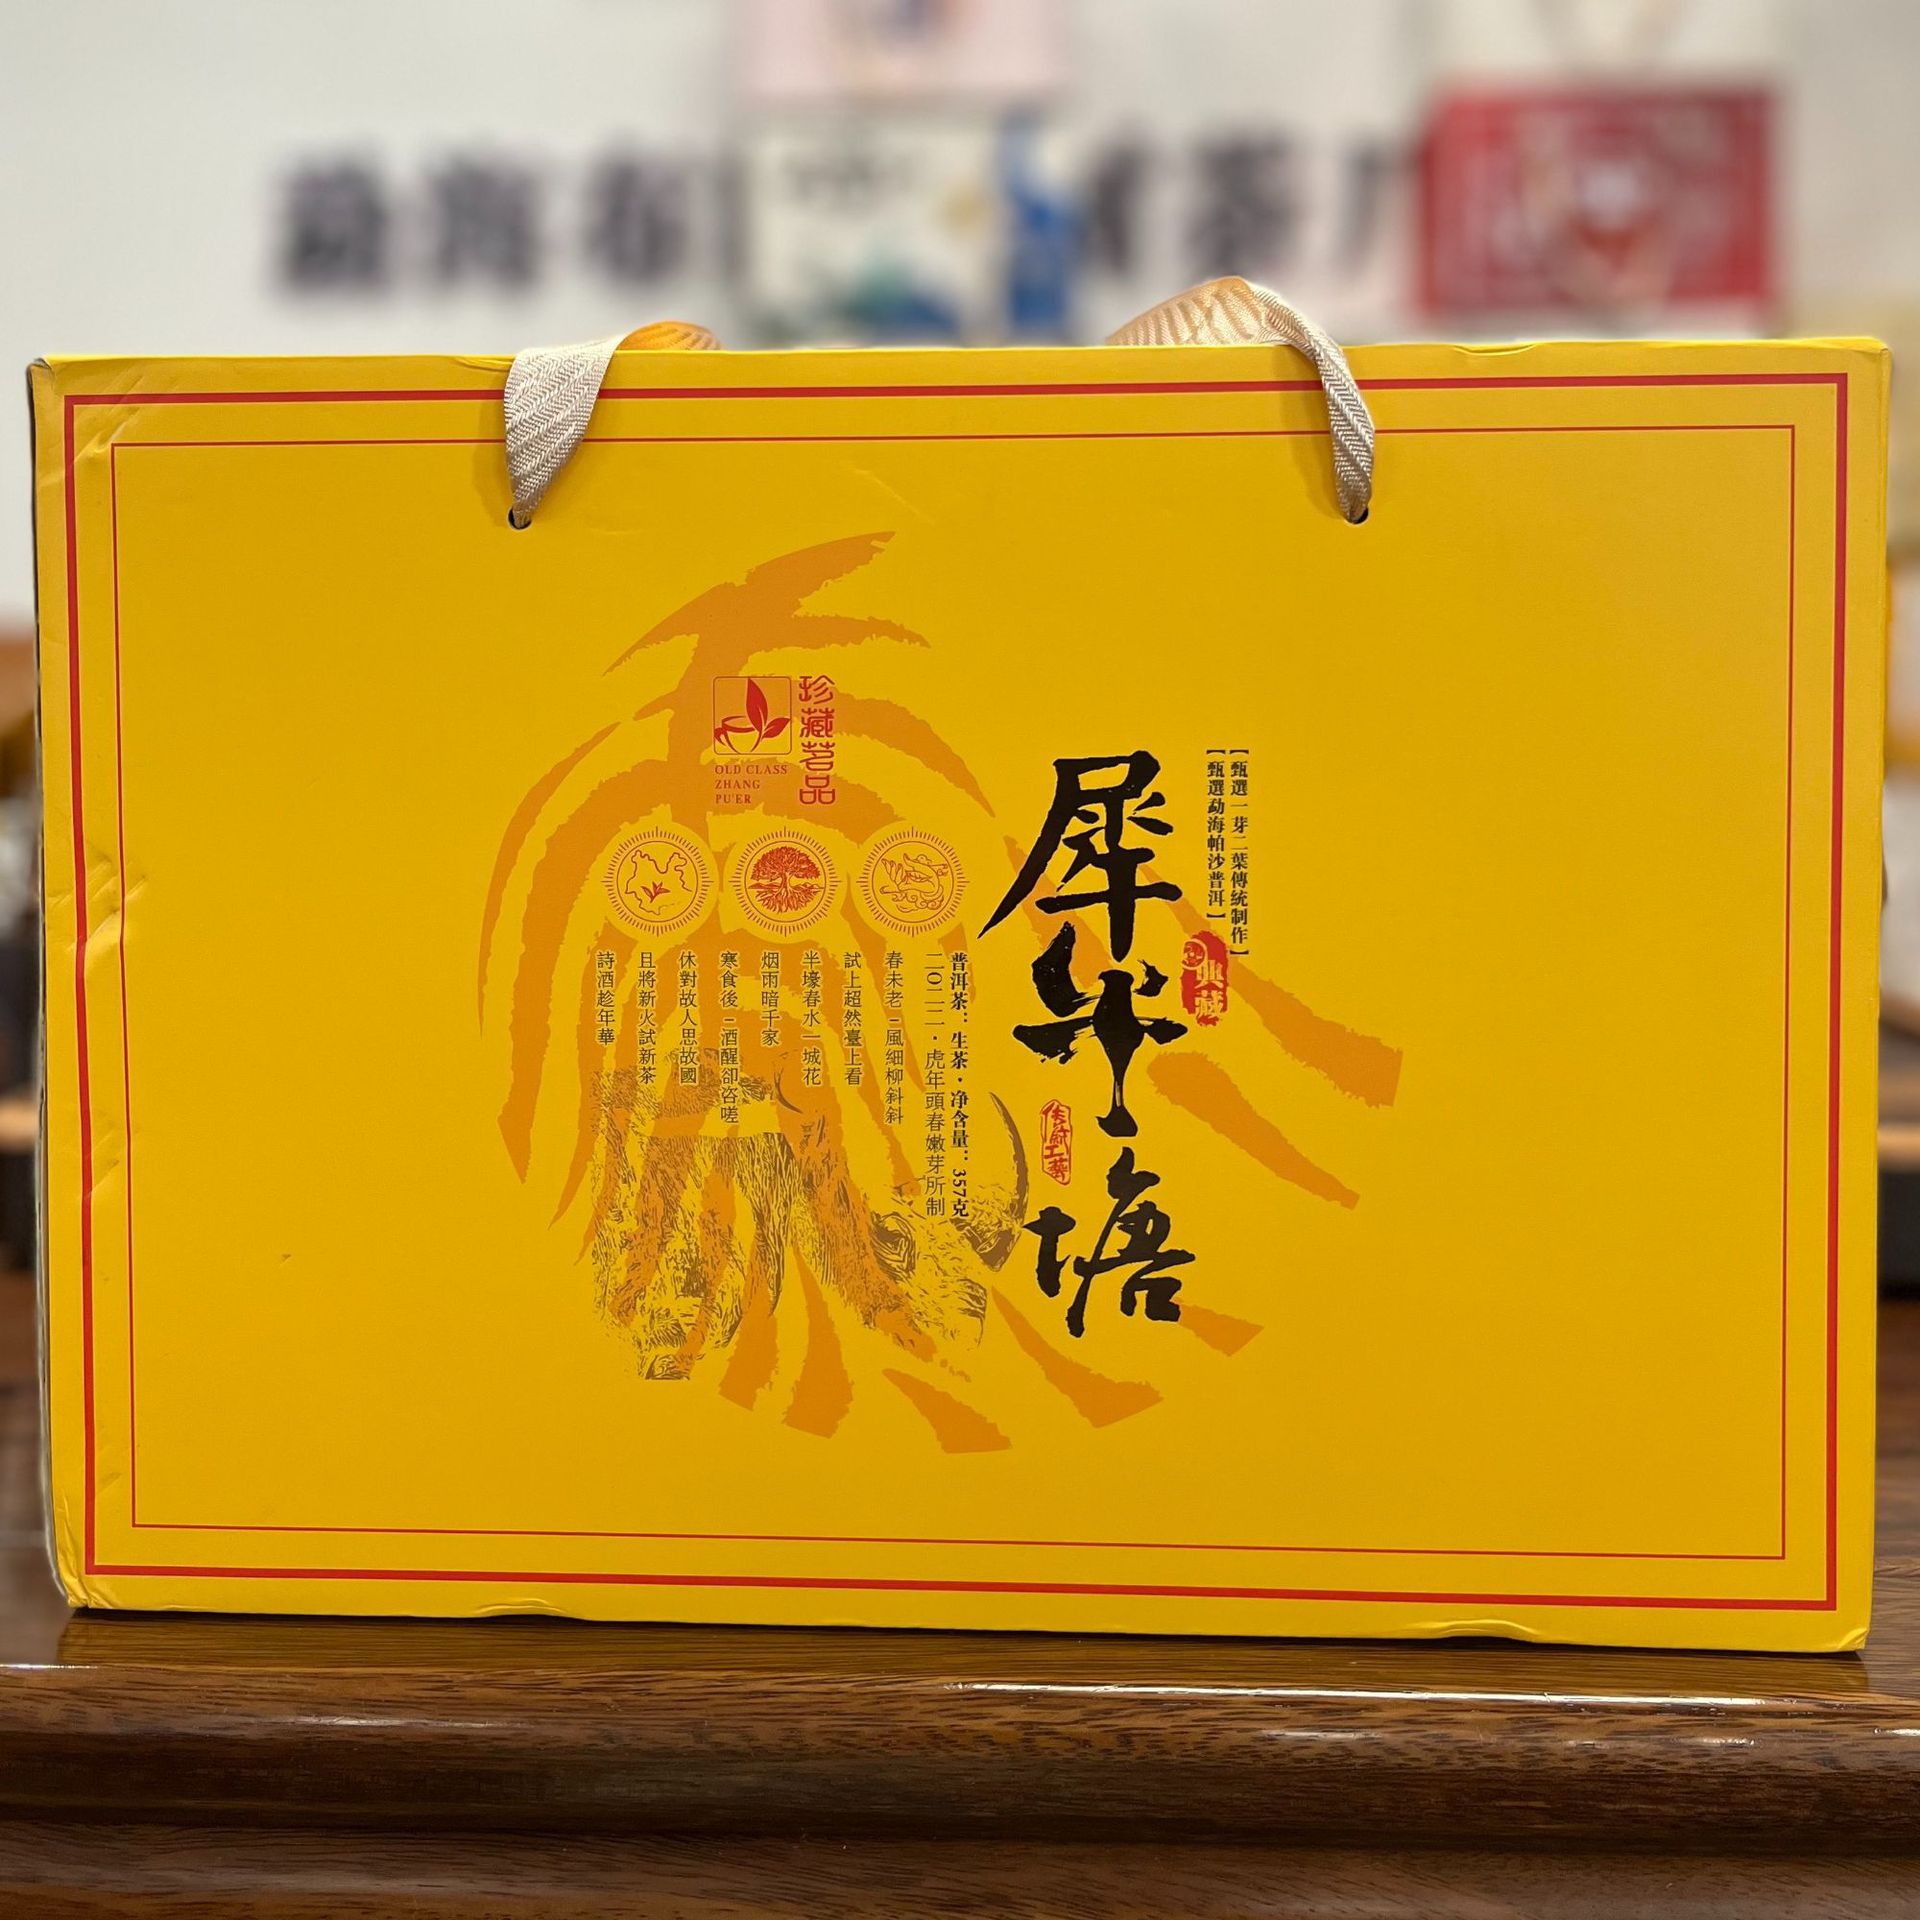 【甄選一芽二葉傳統制作】
【甄選勐海帕沙普洱】
典藏
犀牛塘
传統工藝
珍藏茗品
OLD CLASS
ZHANG
PU'ER
普洱茶：生茶·净含量：357克
二〇二二·虎年頭春嫩芽所制
春未老－風細柳斜斜
試上超然臺上看
半壕春水一城花
烟雨暗千家
寒食後－酒醒卻咨嗟
休對故人思故國
且將新火試新茶
詩酒趁年華